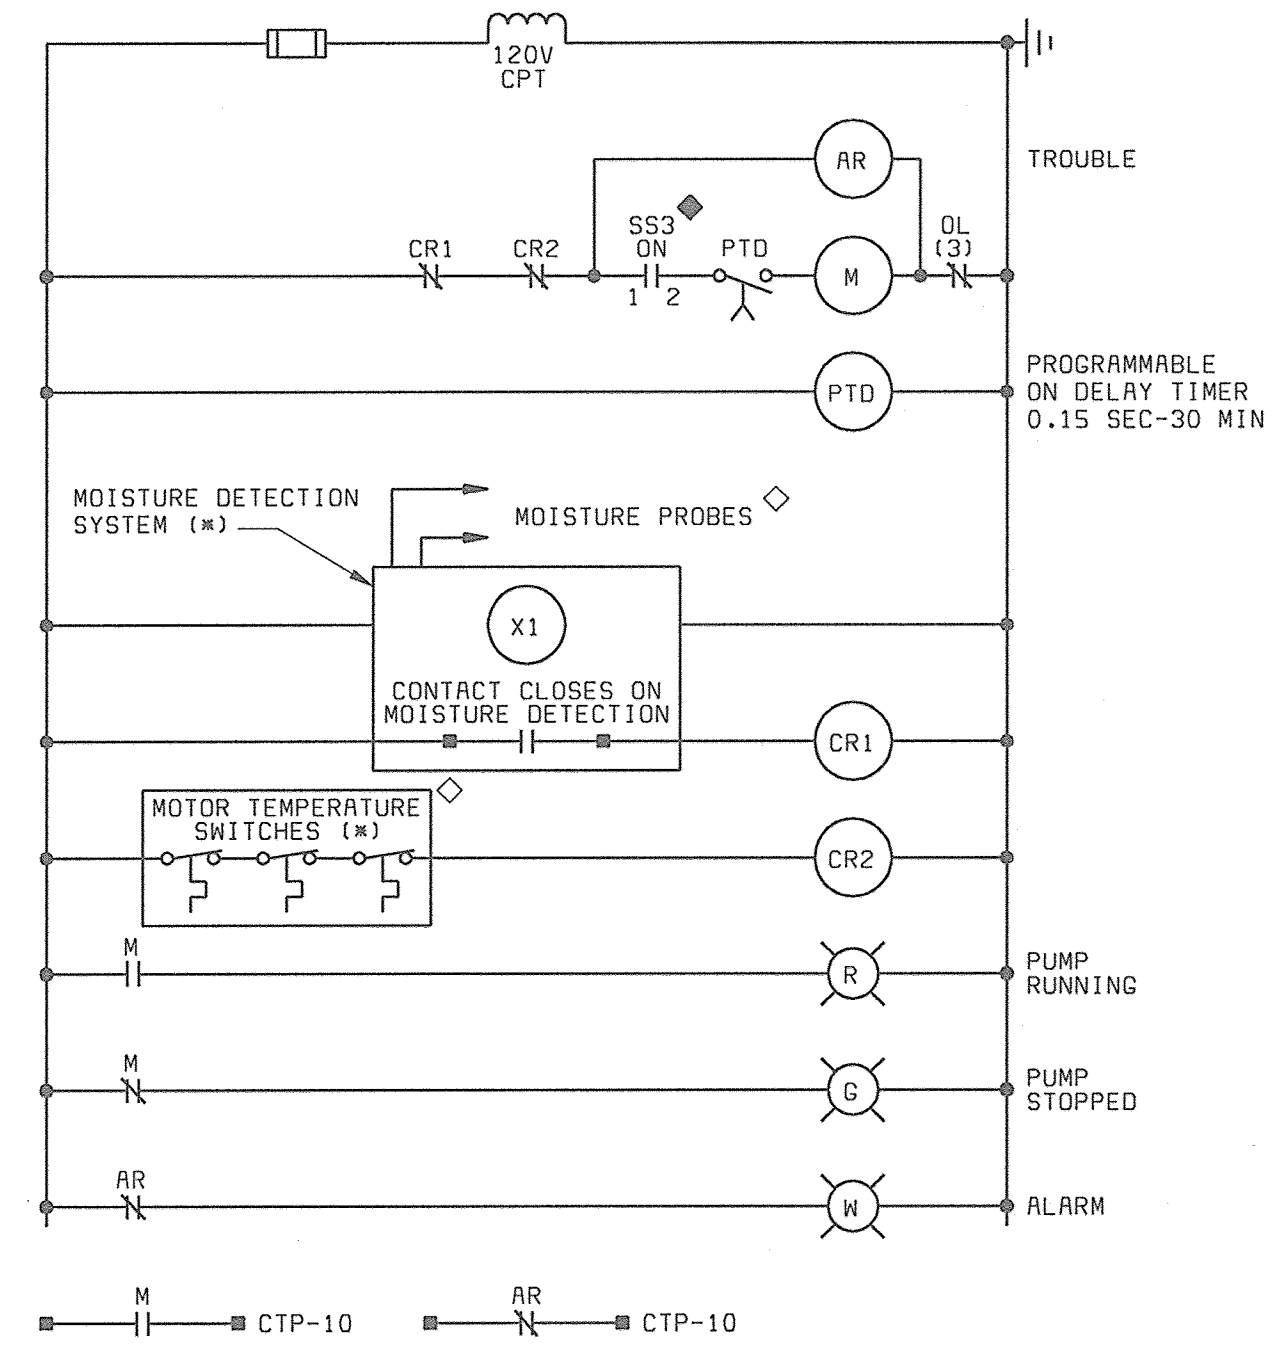 120V
CPT
AR
TROUBLE
SS3
ON
CR1
CR2
PTD
OL
(3)
1 2
M
PTD
PROGRAMMABLE
ON DELAY TIMER
0.15 SEC-30 MIN
MOISTURE DETECTION
SYSTEM (※)
MOISTURE PROBES
X1
CONTACT CLOSES ON
MOISTURE DETECTION
CR1
MOTOR TEMPERATURE
SWITCHES (※)
CR2
M
R
PUMP
RUNNING
M
G
PUMP
STOPPED
AR
W
ALARM
M
CTP-10
AR
CTP-10